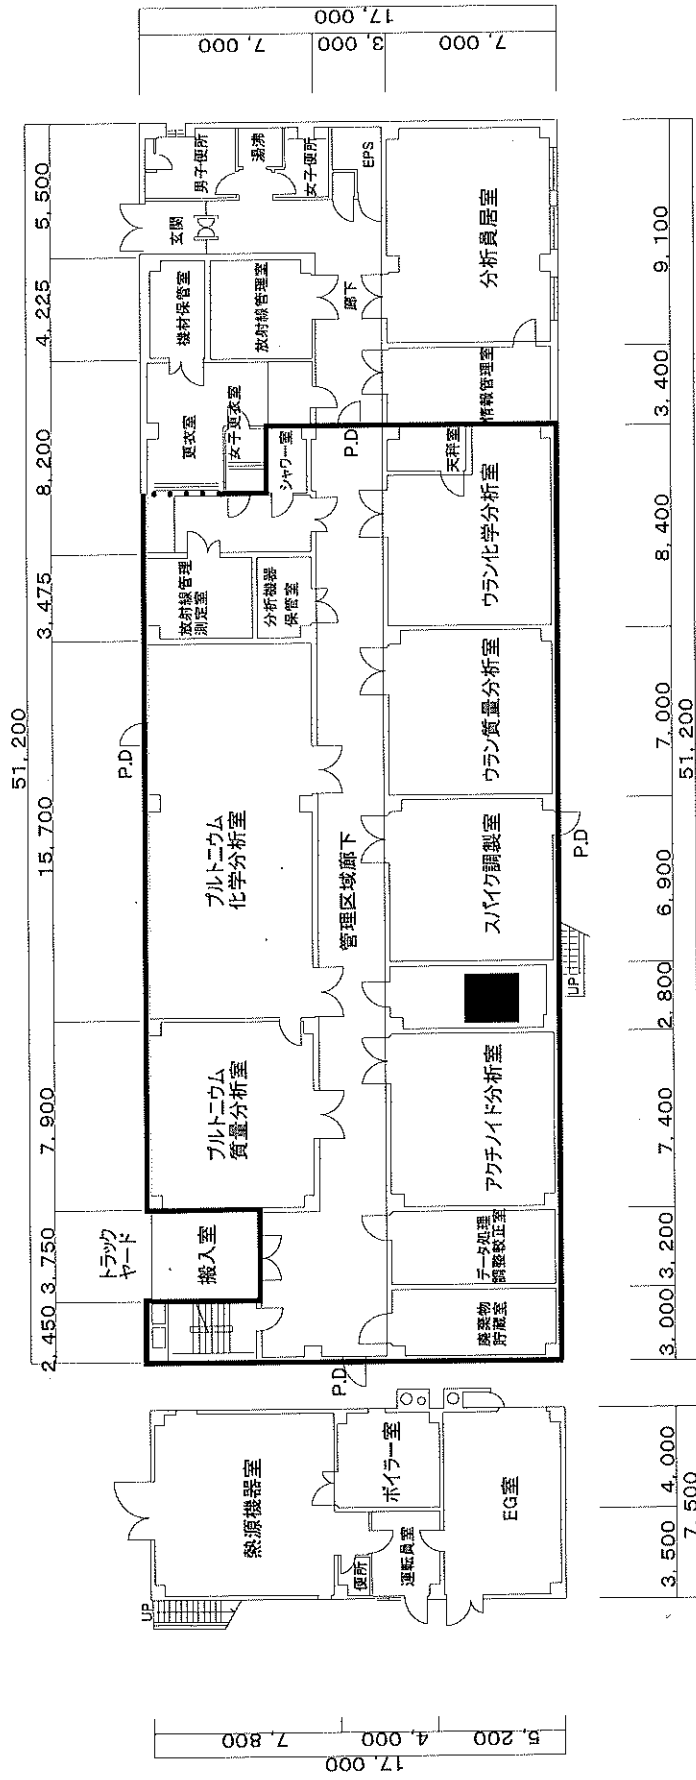 51, 200
2, 450
3, 750
7, 900
15, 700
3, 475
8, 200
4, 225
5, 500
17, 000
7, 000
3, 000
7, 000
トラック
ヤード
P.D
搬入室
プルトニウム
質量分析室
プルトニウム
化学分析室
放射線管理
測定室
分析機器
保管室
更衣室
女子更衣室
シャワー室
機材保管室
放射線管理室
玄関
男子便所
湯沸
女子便所
EPS
管理区域廊下
P.D
廊下
P.D
廃棄物
貯蔵室
データ処理
調整較正室
アクチノイド分析室
スパイク調製室
ウラン質量分析室
ウラン化学分析室
天秤室
情報管理室
分析員居室
UP
P.D
3, 000
3, 200
7, 400
2, 800
6, 900
7, 000
8, 400
3, 400
9, 100
51, 200
UP
熱源機器室
便所
ボイラー室
運転員室
EG室
3, 500
4, 000
7, 500
7, 800
4, 000
5, 200
17, 000